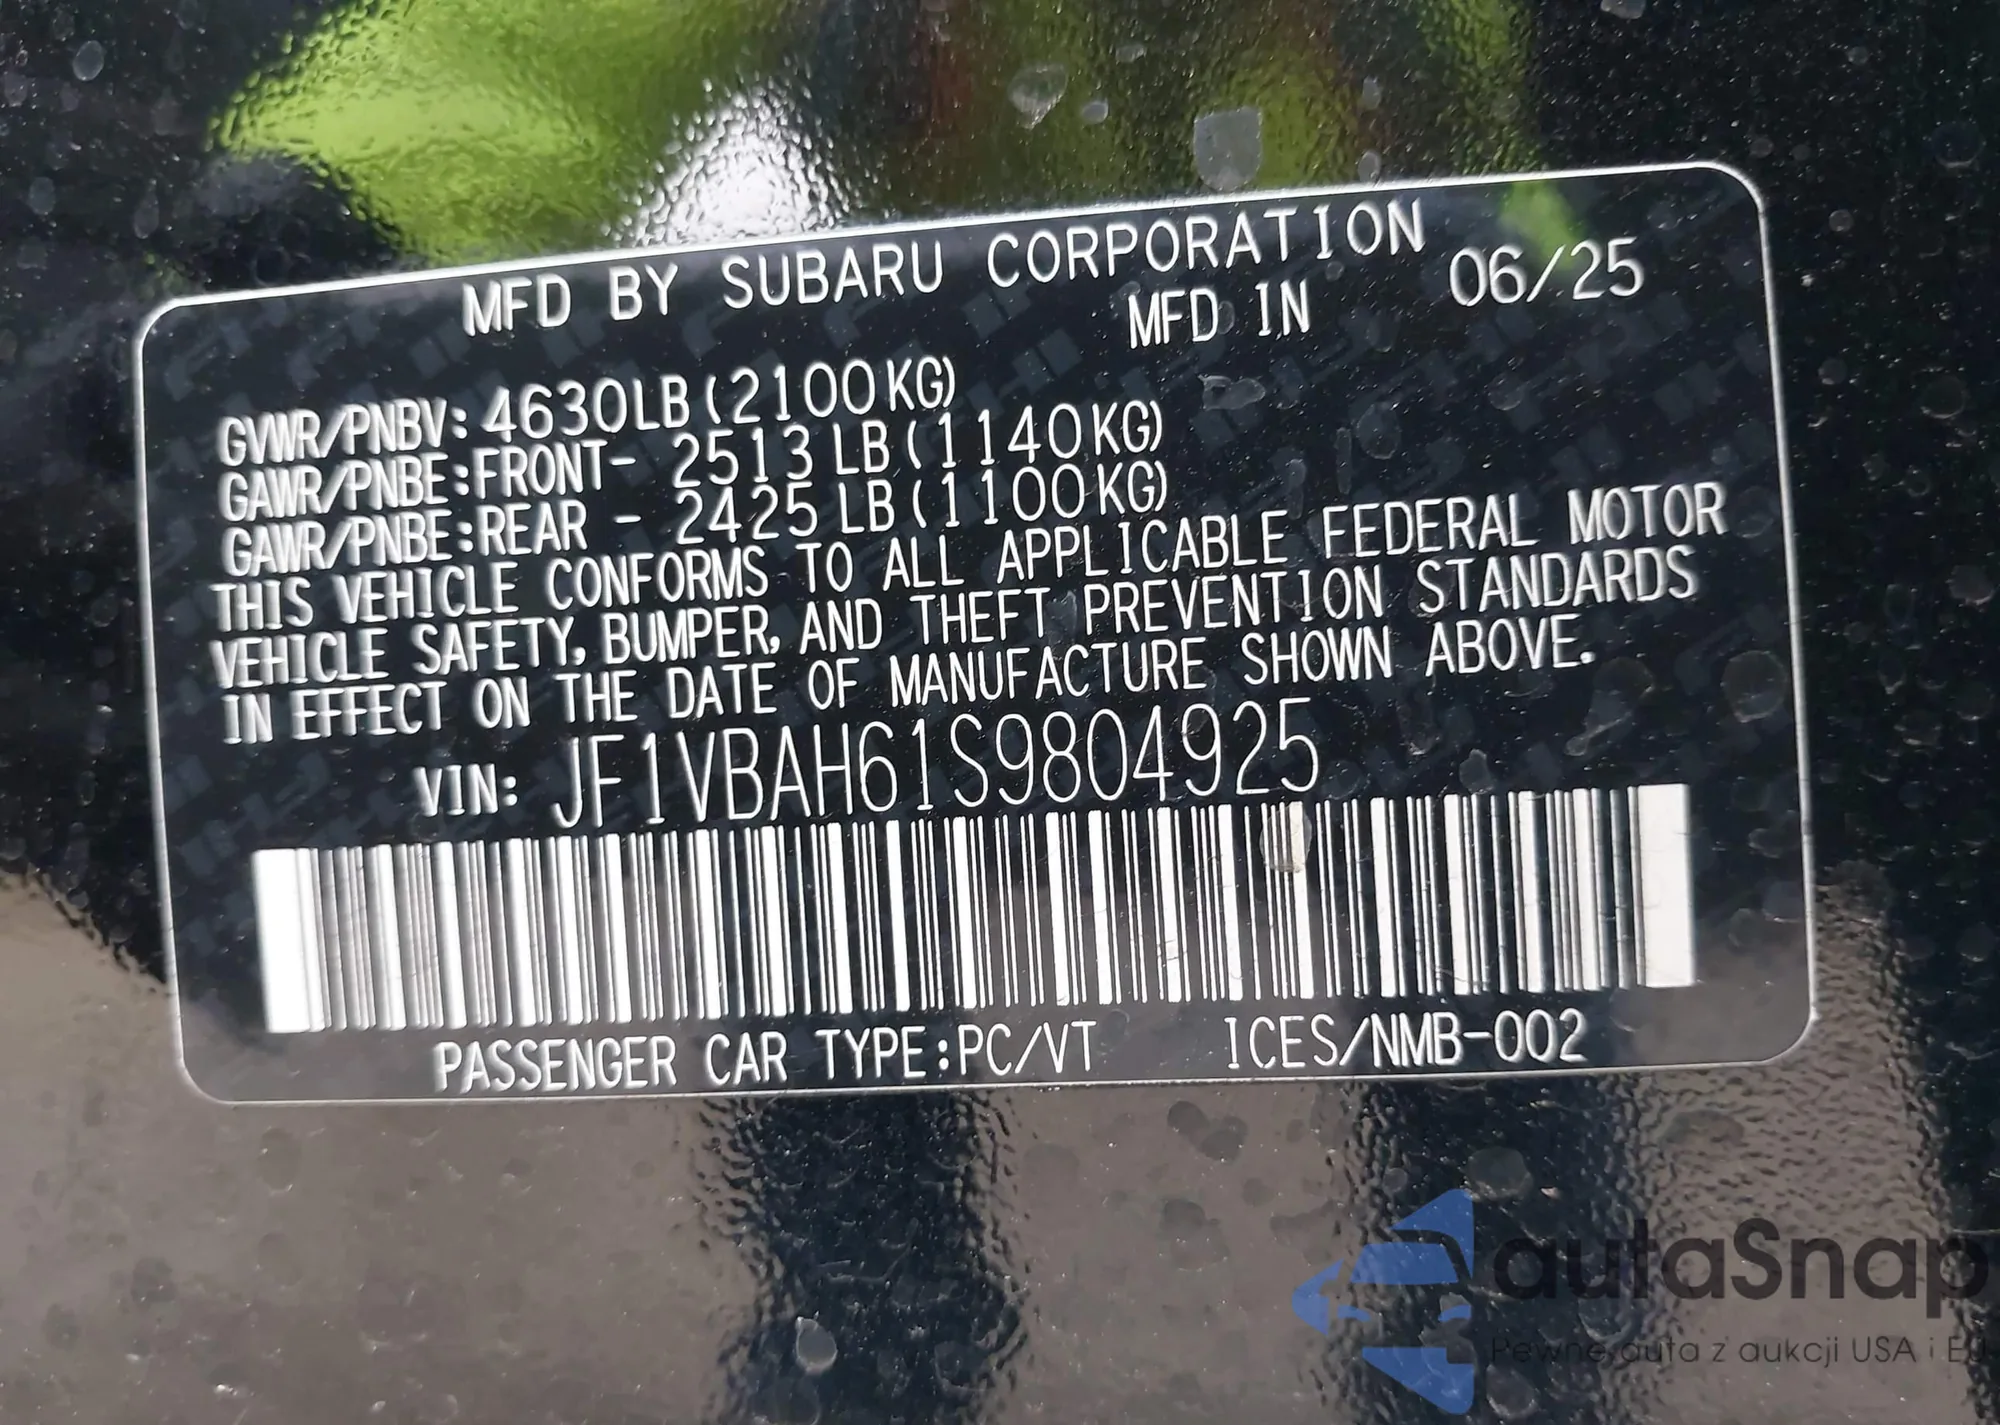 MFD BY SUBARU CORPORATION
MFD IN 06/25
GVWR/PNBV: 4630LB(2100KG)
GAWR/PNBE:FRONT- 2513 LB(1140KG)
GAWR/PNBE:REAR - 2425 LB(1100KG)
THIS VEHICLE CONFORMS TO ALL APPLICABLE FEDERAL MOTOR
VEHICLE SAFETY, BUMPER, AND THEFT PREVENTION STANDARDS
IN EFFECT ON THE DATE OF MANUFACTURE SHOWN ABOVE.
VIN: JF1VBAH61S9804925
PASSENGER CAR TYPE:PC/VT ICES/NMB-002
autaSnap
Pewne auta z aukcji USA i EU